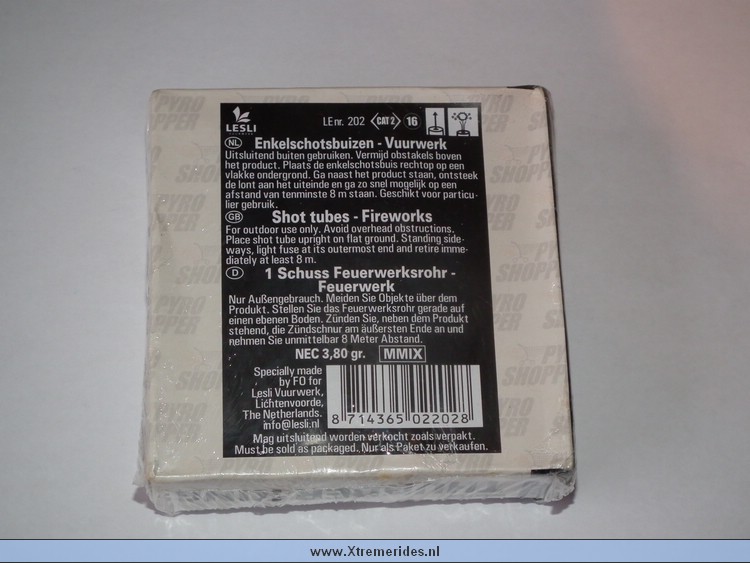 PYRO
SHOPPER
LESLI
LE nr. 202 CAT 2 16
NL Enkelschotsbuizen - Vuurwerk
Uitsluitend buiten gebruiken. Vermijd obstakels boven
het product. Plaats de enkelschotsbuis rechtop op een
vlakke ondergrond. Ga naast het product staan, ontsteek
de lont aan het uiteinde en ga zo snel mogelijk op een
afstand van tenminste 8 m staan. Geschikt voor particu-
lier gebruik.
GB Shot tubes - Fireworks
For outdoor use only. Avoid overhead obstructions.
Place shot tube upright on flat ground. Standing side-
ways, light fuse at its outermost end and retire imme-
diately at least 8 m.
D 1 Schuss Feuerwerksrohr -
Feuerwerk
Nur Außengebrauch. Meiden Sie Objekte über dem
Produkt. Stellen Sie das Feuerwerksrohr gerade auf
einen ebenen Boden. Zünden Sie, neben dem Produkt
stehend, die Zündschnur am äußersten Ende an und
nehmen Sie unmittelbar 8 Meter Abstand.
NEC 3,80 gr. MMIX
Specially made
by FO for
Lesli Vuurwerk,
Lichtenvoorde,
The Netherlands.
info@lesli.nl
8 714365 022028
Mag uitsluitend worden verkocht zoals verpakt.
Must be sold as packaged. Nur als Paket zu verkaufen.
www.Xtremerides.nl